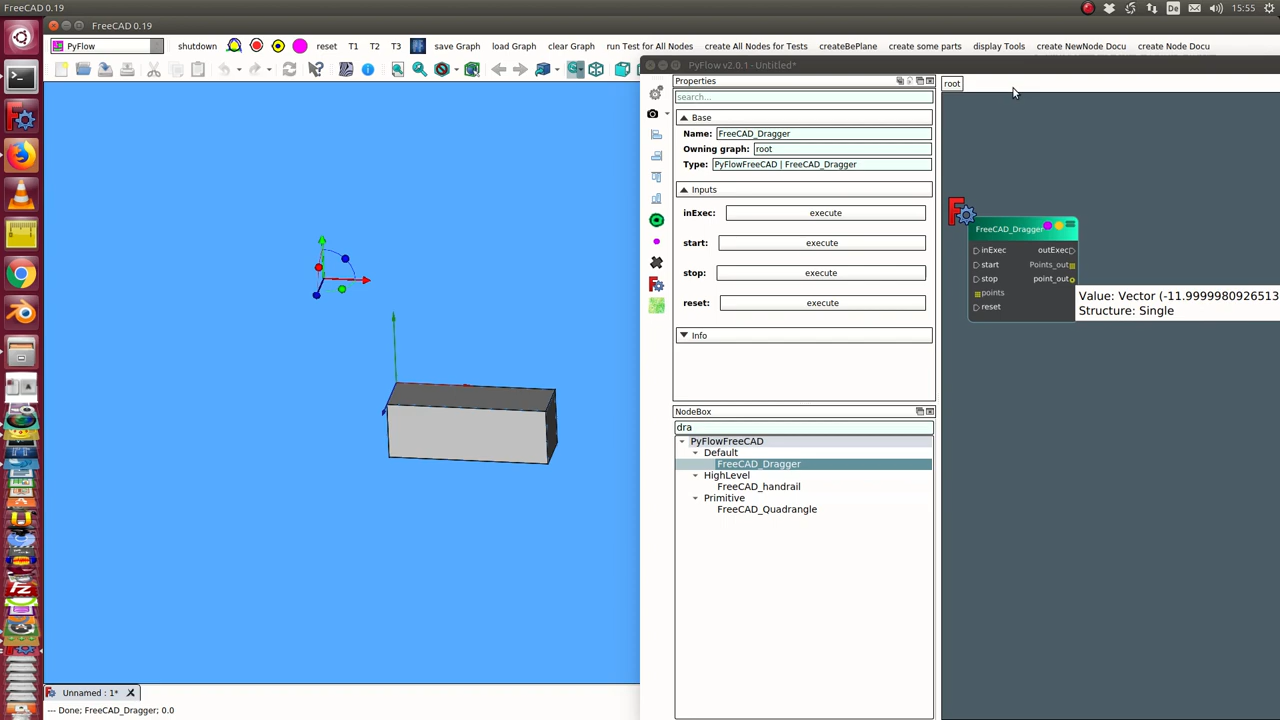 FreeCAD 0.19
De
15:55
FreeCAD 0.19
PyFlow
shutdown
reset
T1
T2
T3
save Graph
load Graph
clear Graph
run Test for All Nodes
create All Nodes for Tests
createBePlane
create some parts
display Tools
create NewNode Docu
create Node Docu
PyFlow v2.0.1 - Untitled*
Properties
search...
Base
Name: FreeCAD_Dragger
Owning graph: root
Type: PyFlowFreeCAD | FreeCAD_Dragger
Inputs
inExec: execute
start: execute
stop: execute
reset: execute
Info
NodeBox
dra
PyFlowFreeCAD
Default
FreeCAD_Dragger
HighLevel
FreeCAD_handrail
Primitive
FreeCAD_Quadrangle
root
FreeCAD_Dragger
inExec outExec
start Points_out
stop point_out
points
reset
Value: Vector (-11.9999980926513
Structure: Single
Unnamed : 1*
--- Done; FreeCAD_Dragger; 0.0